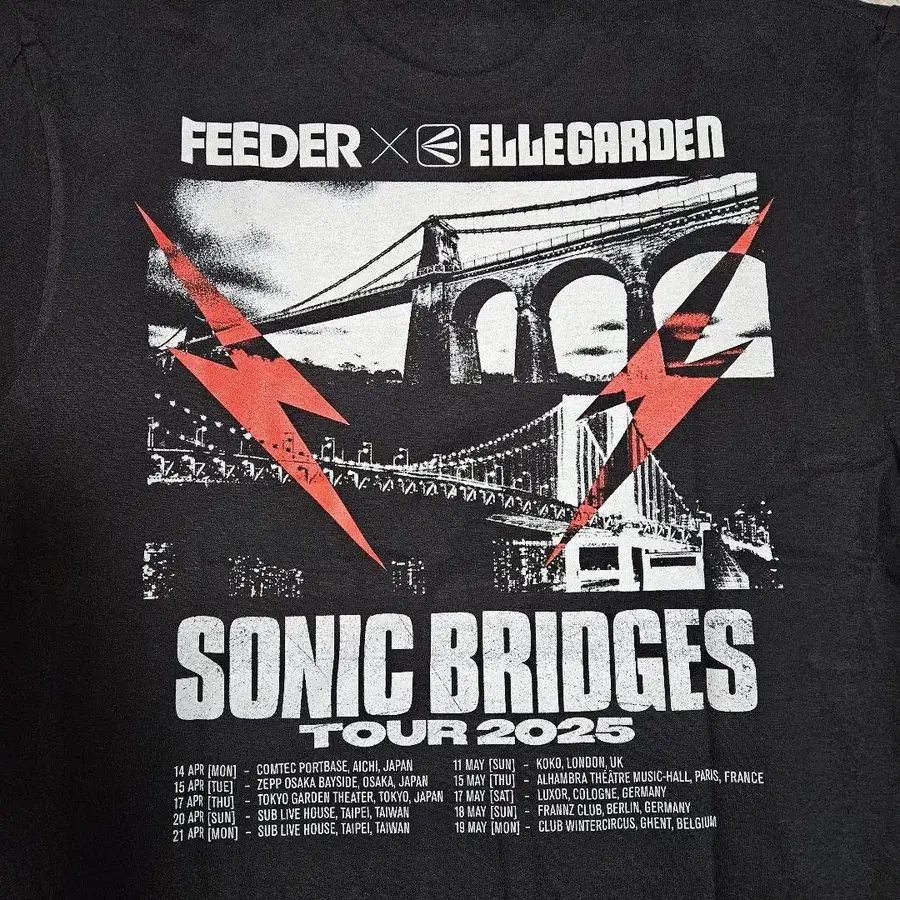 FEEDER X ELLEGARDEN
SONIC BRIDGES
TOUR 2025
14 APR [MON] - COMTEC PORTBASE, AICHI, JAPAN
15 APR [TUE] - ZEPP OSAKA BAYSIDE, OSAKA, JAPAN
17 APR [THU] - TOKYO GARDEN THEATER, TOKYO, JAPAN
20 APR [SUN] - SUB LIVE HOUSE, TAIPEI, TAIWAN
21 APR [MON] - SUB LIVE HOUSE, TAIPEI, TAIWAN
11 MAY [SUN] - KOKO, LONDON, UK
15 MAY [THU] - ALHAMBRA THÉÂTRE MUSIC-HALL, PARIS, FRANCE
17 MAY [SAT] - LUXOR, COLOGNE, GERMANY
18 MAY [SUN] - FRANNZ CLUB, BERLIN, GERMANY
19 MAY [MON] - CLUB WINTERCIRCUS, GHENT, BELGIUM